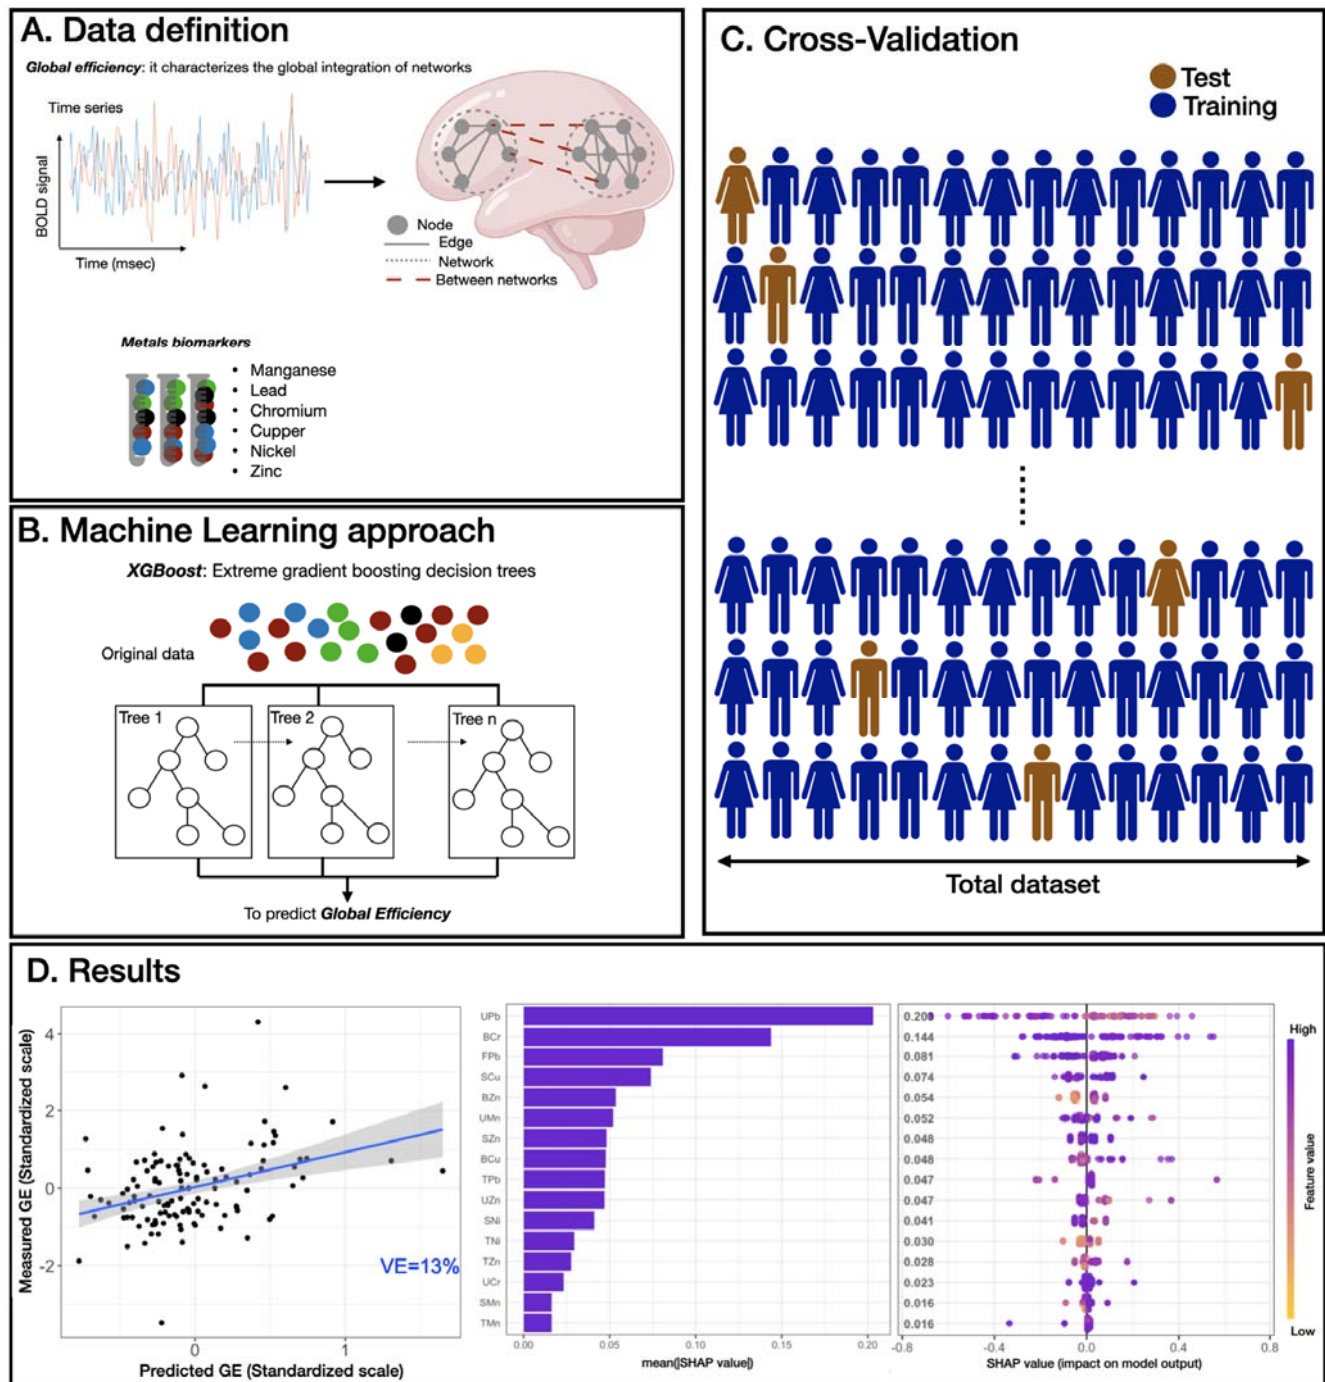 A. Data definition
Global efficiency: it characterizes the global integration of networks
Time series
BOLD signal
Time (msec)
Node
Edge
Network
Between networks
Metals biomarkers
• Manganese
• Lead
• Chromium
• Cupper
• Nickel
• Zinc
B. Machine Learning approach
XGBoost: Extreme gradient boosting decision trees
Original data
Tree 1
Tree 2
Tree n
To predict Global Efficiency
C. Cross-Validation
Test
Training
Total dataset
D. Results
Measured GE (Standardized scale)
4
2
0
-2
VE=13%
0
1
Predicted GE (Standardized scale)
UPb
BCr
FPb
SCu
BZn
UMn
SZn
BCu
TPb
UZn
SNi
TNi
TZn
UCr
SMn
TMn
0.00
0.05
0.10
0.15
0.20
mean(|SHAP value|)
0.203
0.144
0.081
0.074
0.054
0.052
0.048
0.048
0.047
0.047
0.041
0.030
0.028
0.023
0.016
0.016
-0.8
-0.4
0.0
0.4
0.8
SHAP value (impact on model output)
High
Feature value
Low